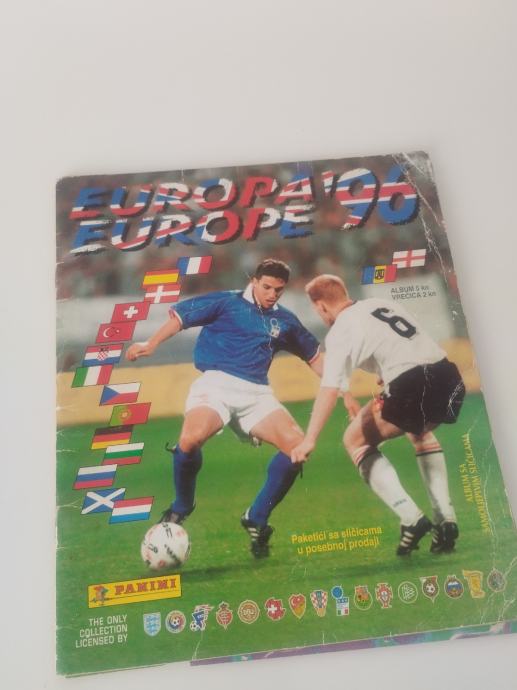 EUROPA '96
EUROPE
ALBUM 5 kn
VREĆICA 2 kn
6
ALBUM SA
SAMOLJEPIVIM SLIČICAMA
Paketići sa sličicama
u posebnoj prodaji
PANINI
THE ONLY
COLLECTION
LICENSED BY